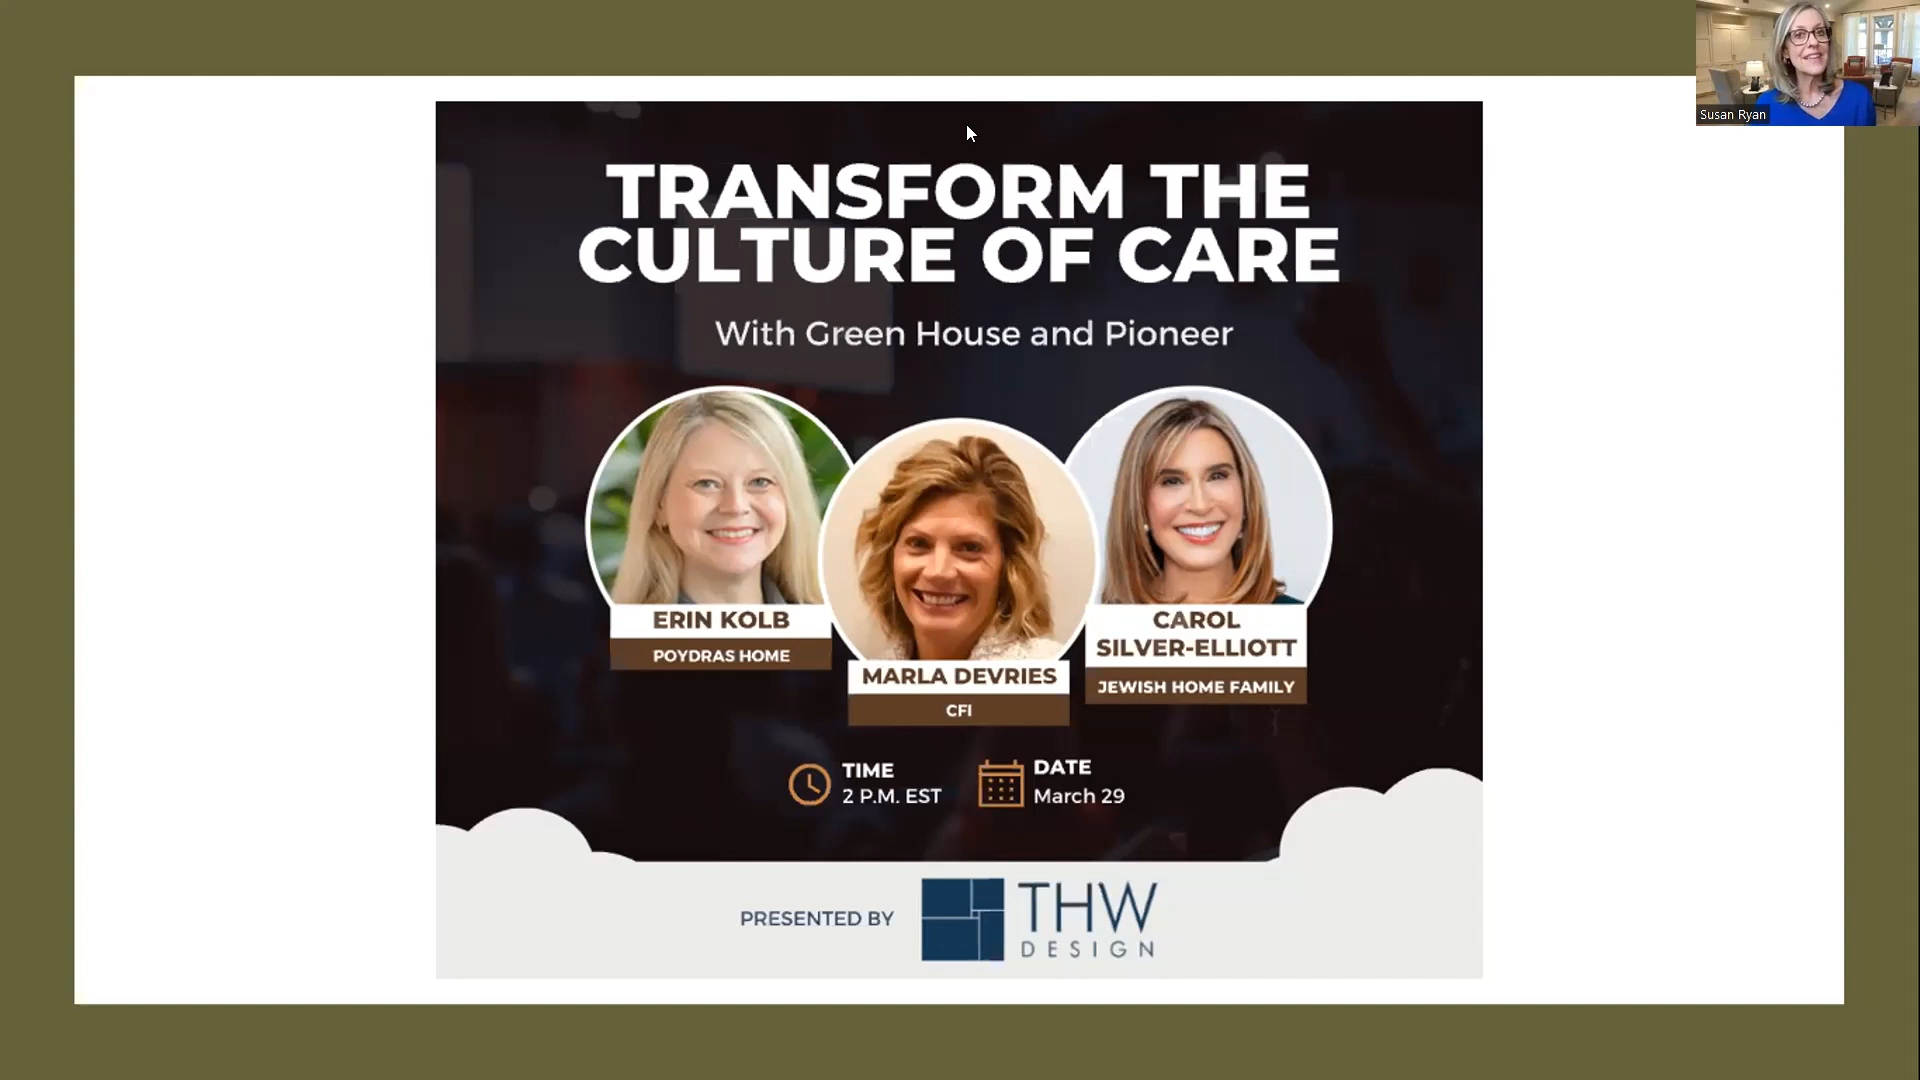 Susan Ryan
TRANSFORM THE
CULTURE OF CARE
With Green House and Pioneer
ERIN KOLB
POYDRAS HOME
MARLA DEVRIES
CFI
CAROL
SILVER-ELLIOTT
JEWISH HOME FAMILY
TIME
2 P.M. EST
DATE
March 29
PRESENTED BY
THW
DESIGN